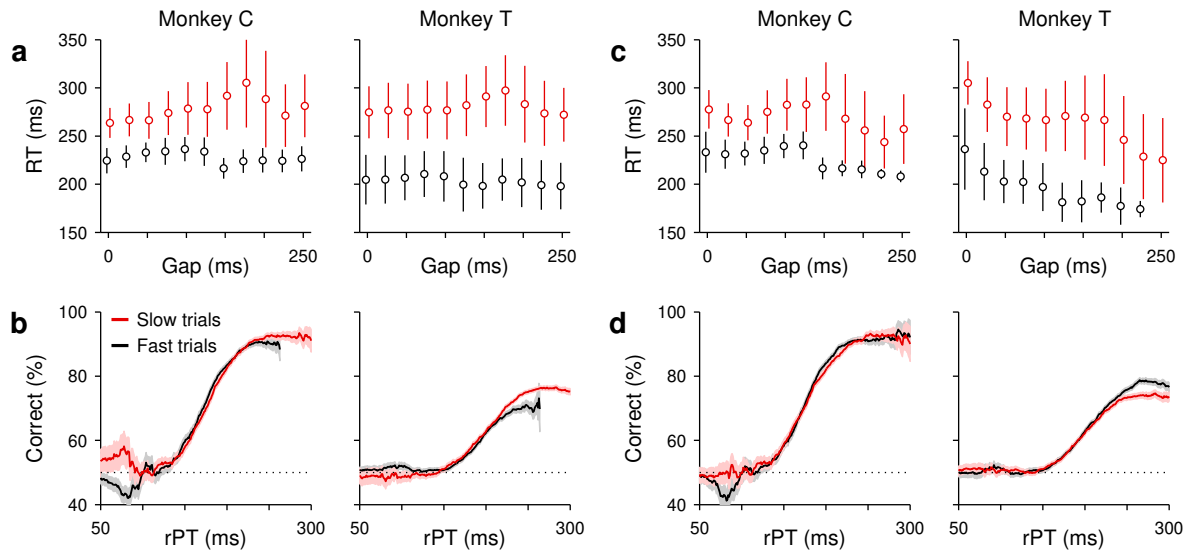 Monkey C
Monkey T
Monkey C
Monkey T
a
c
350
300
250
200
150
RT (ms)
0
250
Gap (ms)
0
250
Gap (ms)
350
300
250
200
150
RT (ms)
0
250
Gap (ms)
0
250
Gap (ms)
b
d
100
80
60
40
Correct (%)
Slow trials
Fast trials
50
300
rPT (ms)
50
300
rPT (ms)
100
80
60
40
Correct (%)
50
300
rPT (ms)
50
300
rPT (ms)